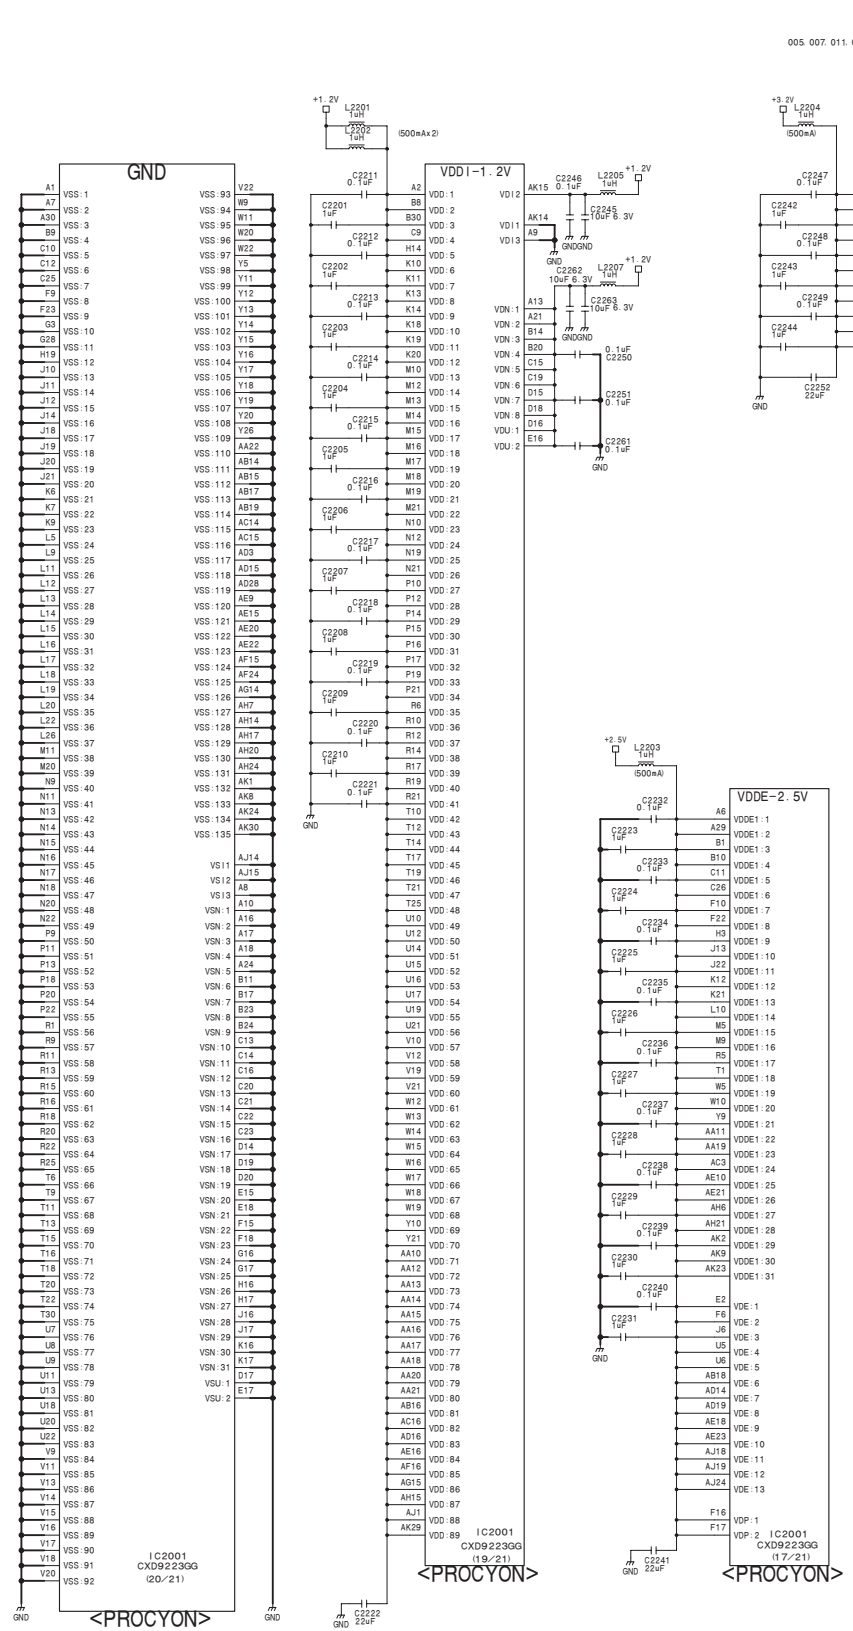 005. 007. 011.
GND
A1 VSS:1 VSS:93 V22
A7 VSS:2 VSS:94 W9
A30 VSS:3 VSS:95 W11
B9 VSS:4 VSS:96 W20
C10 VSS:5 VSS:97 W22
C12 VSS:6 VSS:98 Y5
C25 VSS:7 VSS:99 Y11
F9 VSS:8 VSS:100 Y12
F23 VSS:9 VSS:101 Y13
G3 VSS:10 VSS:102 Y14
G28 VSS:11 VSS:103 Y15
H19 VSS:12 VSS:104 Y16
J10 VSS:13 VSS:105 Y17
J11 VSS:14 VSS:106 Y18
J12 VSS:15 VSS:107 Y19
J14 VSS:16 VSS:108 Y20
J18 VSS:17 VSS:109 Y26
J19 VSS:18 VSS:110 AA22
J20 VSS:19 VSS:111 AB14
J21 VSS:20 VSS:112 AB15
K6 VSS:21 VSS:113 AB17
K7 VSS:22 VSS:114 AB19
K9 VSS:23 VSS:115 AC14
L5 VSS:24 VSS:116 AC15
L9 VSS:25 VSS:117 AD3
L11 VSS:26 VSS:118 AD15
L12 VSS:27 VSS:119 AD28
L13 VSS:28 VSS:120 AE9
L14 VSS:29 VSS:121 AE15
L15 VSS:30 VSS:122 AE20
L16 VSS:31 VSS:123 AE22
L17 VSS:32 VSS:124 AF15
L18 VSS:33 VSS:125 AF24
L19 VSS:34 VSS:126 AG14
L20 VSS:35 VSS:127 AH7
L22 VSS:36 VSS:128 AH14
L26 VSS:37 VSS:129 AH17
M11 VSS:38 VSS:130 AH20
M20 VSS:39 VSS:131 AH24
N9 VSS:40 VSS:132 AK1
N11 VSS:41 VSS:133 AK8
N13 VSS:42 VSS:134 AK24
N14 VSS:43 VSS:135 AK30
N15 VSS:44
N16 VSS:45 VSI1 AJ14
N17 VSS:46 VSI2 AJ15
N18 VSS:47 VSI3 A8
N20 VSS:48 VSN:1 A10
N22 VSS:49 VSN:2 A16
P9 VSS:50 VSN:3 A17
P11 VSS:51 VSN:4 A18
P13 VSS:52 VSN:5 A24
P18 VSS:53 VSN:6 B11
P20 VSS:54 VSN:7 B17
P22 VSS:55 VSN:8 B23
R1 VSS:56 VSN:9 B24
R9 VSS:57 VSN:10 C13
R11 VSS:58 VSN:11 C14
R13 VSS:59 VSN:12 C16
R15 VSS:60 VSN:13 C20
R16 VSS:61 VSN:14 C21
R18 VSS:62 VSN:15 C22
R20 VSS:63 VSN:16 C23
R22 VSS:64 VSN:17 D14
R25 VSS:65 VSN:18 D19
T6 VSS:66 VSN:19 D20
T9 VSS:67 VSN:20 E15
T11 VSS:68 VSN:21 E18
T13 VSS:69 VSN:22 F15
T15 VSS:70 VSN:23 F18
T16 VSS:71 VSN:24 G16
T18 VSS:72 VSN:25 G17
T20 VSS:73 VSN:26 H16
T22 VSS:74 VSN:27 H17
T30 VSS:75 VSN:28 J16
U7 VSS:76 VSN:29 J17
U8 VSS:77 VSN:30 K16
U9 VSS:78 VSN:31 K17
U11 VSS:79 VSU:1 D17
U13 VSS:80 VSU:2 E17
U18 VSS:81
U20 VSS:82
U22 VSS:83
V9 VSS:84
V11 VSS:85
V13 VSS:86
V14 VSS:87
V15 VSS:88
V16 VSS:89
V17 VSS:90
V18 VSS:91
V20 VSS:92
IC2001
CXD9223GG
(20/21)
<PROCYON>
GND
GND
+1.2V
L2201
1uH
L2202
1uH
(500mAx2)
C2211
0.1uF
C2201
1uF
C2212
0.1uF
C2202
1uF
C2213
0.1uF
C2203
1uF
C2214
0.1uF
C2204
1uF
C2215
0.1uF
C2205
1uF
C2216
0.1uF
C2206
1uF
C2217
0.1uF
C2207
1uF
C2218
0.1uF
C2208
1uF
C2219
0.1uF
C2209
1uF
C2220
0.1uF
C2210
1uF
C2221
0.1uF
GND
VDDI-1.2V
A2 VDD:1
B8 VDD:2
B30 VDD:3
C9 VDD:4
H14 VDD:5
K10 VDD:6
K11 VDD:7
K13 VDD:8
K14 VDD:9
K18 VDD:10
K19 VDD:11
K20 VDD:12
M10 VDD:13
M12 VDD:14
M13 VDD:15
M14 VDD:16
M15 VDD:17
M16 VDD:18
M17 VDD:19
M18 VDD:20
M19 VDD:21
M21 VDD:22
N10 VDD:23
N12 VDD:24
N19 VDD:25
N21 VDD:26
P10 VDD:27
P12 VDD:28
P14 VDD:29
P15 VDD:30
P16 VDD:31
P17 VDD:32
P19 VDD:33
P21 VDD:34
R6 VDD:35
R10 VDD:36
R12 VDD:37
R14 VDD:38
R17 VDD:39
R19 VDD:40
R21 VDD:41
T10 VDD:42
T12 VDD:43
T14 VDD:44
T17 VDD:45
T19 VDD:46
T21 VDD:47
T25 VDD:48
U10 VDD:49
U12 VDD:50
U14 VDD:51
U15 VDD:52
U16 VDD:53
U17 VDD:54
U19 VDD:55
U21 VDD:56
V10 VDD:57
V12 VDD:58
V19 VDD:59
V21 VDD:60
W12 VDD:61
W13 VDD:62
W14 VDD:63
W15 VDD:64
W16 VDD:65
W17 VDD:66
W18 VDD:67
W19 VDD:68
Y10 VDD:69
Y21 VDD:70
AA10 VDD:71
AA12 VDD:72
AA13 VDD:73
AA14 VDD:74
AA15 VDD:75
AA16 VDD:76
AA17 VDD:77
AA18 VDD:78
AA20 VDD:79
AA21 VDD:80
AB16 VDD:81
AC16 VDD:82
AD16 VDD:83
AE16 VDD:84
AF16 VDD:85
AG15 VDD:86
AH15 VDD:87
AJ1 VDD:88
AK29 VDD:89
IC2001
CXD9223GG
(19/21)
<PROCYON>
GND
C2222
22uF
VDI2 AK15
VDI1 AK14
VDI3 A9
VDN:1 A13
VDN:2 A21
VDN:3 B14
VDN:4 B20
VDN:5 C15
VDN:6 C19
VDN:7 D15
VDN:8 D18
VDU:1 D16
VDU:2 E16
C2246
0.1uF
L2205
1uH
+1.2V
C2245
10uF 6.3V
GND
GND
GND
C2262
10uF 6.3V
L2207
1uH
+1.2V
C2263
10uF 6.3V
GND
GND
0.1uF
C2250
C2251
0.1uF
C2261
0.1uF
GND
+3.2V
L2204
1uH
(500mA)
C2247
0.1uF
C2242
1uF
C2248
0.1uF
C2243
1uF
C2249
0.1uF
C2244
1uF
C2252
22uF
GND
+2.5V
L2203
1uH
(500mA)
C2232
0.1uF
C2223
1uF
C2233
0.1uF
C2224
1uF
C2234
0.1uF
C2225
1uF
C2235
0.1uF
C2226
1uF
C2236
0.1uF
C2227
1uF
C2237
0.1uF
C2228
1uF
C2238
0.1uF
C2229
1uF
C2239
0.1uF
C2230
1uF
C2240
0.1uF
C2231
1uF
GND
VDDE-2.5V
A6 VDDE1:1
A29 VDDE1:2
B1 VDDE1:3
B10 VDDE1:4
C11 VDDE1:5
C26 VDDE1:6
F10 VDDE1:7
F22 VDDE1:8
H3 VDDE1:9
J13 VDDE1:10
J22 VDDE1:11
K12 VDDE1:12
K21 VDDE1:13
L10 VDDE1:14
M5 VDDE1:15
M9 VDDE1:16
R5 VDDE1:17
T1 VDDE1:18
W5 VDDE1:19
W10 VDDE1:20
Y9 VDDE1:21
AA11 VDDE1:22
AA19 VDDE1:23
AC3 VDDE1:24
AE10 VDDE1:25
AE21 VDDE1:26
AH6 VDDE1:27
AH21 VDDE1:28
AK2 VDDE1:29
AK9 VDDE1:30
AK23 VDDE1:31
E2 VDE:1
F6 VDE:2
J6 VDE:3
U5 VDE:4
U6 VDE:5
AB18 VDE:6
AD14 VDE:7
AD19 VDE:8
AE18 VDE:9
AE23 VDE:10
AJ18 VDE:11
AJ19 VDE:12
AJ24 VDE:13
F16 VDP:1
F17 VDP:2
IC2001
CXD9223GG
(17/21)
<PROCYON>
GND
C2241
22uF